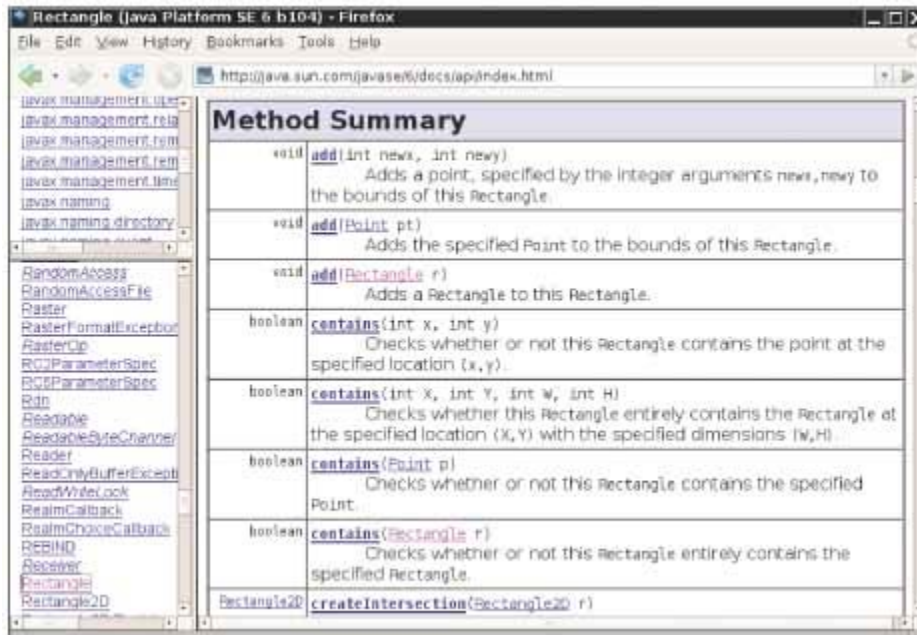 Rectangle (Java Platform SE 6 b104) - Firefox
File Edit View History Bookmarks Tools Help
http://java.sun.com/javase/6/docs/api/index.html
javax.management.ope
javax.management.rela
javax.management.rem
javax.management.rem
javax.management.time
javax.naming
javax.naming.directory
javax.naming.event
RandomAccess
RandomAccessFile
Raster
RasterFormatException
RasterOp
RC2ParameterSpec
RC5ParameterSpec
Rdn
Readable
ReadableByteChannel
Reader
ReadOnlyBufferExcepti
ReadWriteLock
RealmCallback
RealmChoiceCallback
REBIND
Receiver
Rectangle
Rectangle2D
Method Summary
void add(int newx, int newy)
Adds a point, specified by the integer arguments newx,newy to
the bounds of this Rectangle.
void add(Point pt)
Adds the specified Point to the bounds of this Rectangle.
void add(Rectangle r)
Adds a Rectangle to this Rectangle.
boolean contains(int x, int y)
Checks whether or not this Rectangle contains the point at the
specified location (x,y).
boolean contains(int X, int Y, int W, int H)
Checks whether this Rectangle entirely contains the Rectangle at
the specified location (X,Y) with the specified dimensions (W,H).
boolean contains(Point p)
Checks whether or not this Rectangle contains the specified
Point.
boolean contains(Rectangle r)
Checks whether or not this Rectangle entirely contains the
specified Rectangle.
Rectangle2D createIntersection(Rectangle2D r)